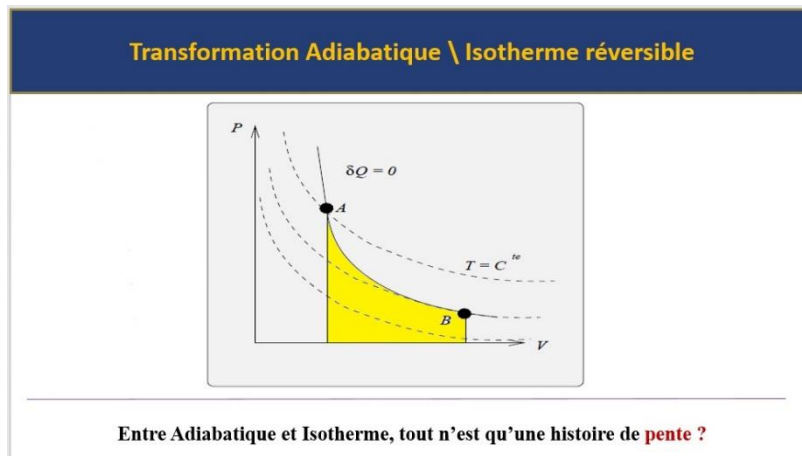 Transformation Adiabatique \ Isotherme réversible
P
δQ = 0
A
T = C te
B
V
Entre Adiabatique et Isotherme, tout n’est qu’une histoire de pente ?